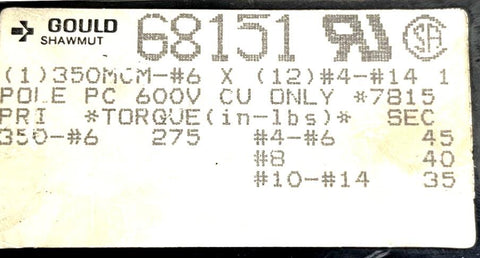 GOULD 68151
SHAWMUT
(1)350MCM-#6 X (12)#4-#14 1
POLE PC 600V CU ONLY *7815
PRI *TORQUE(in-lbs)* SEC
350-#6 275 #4-#6 45
#8 40
#10-#14 35